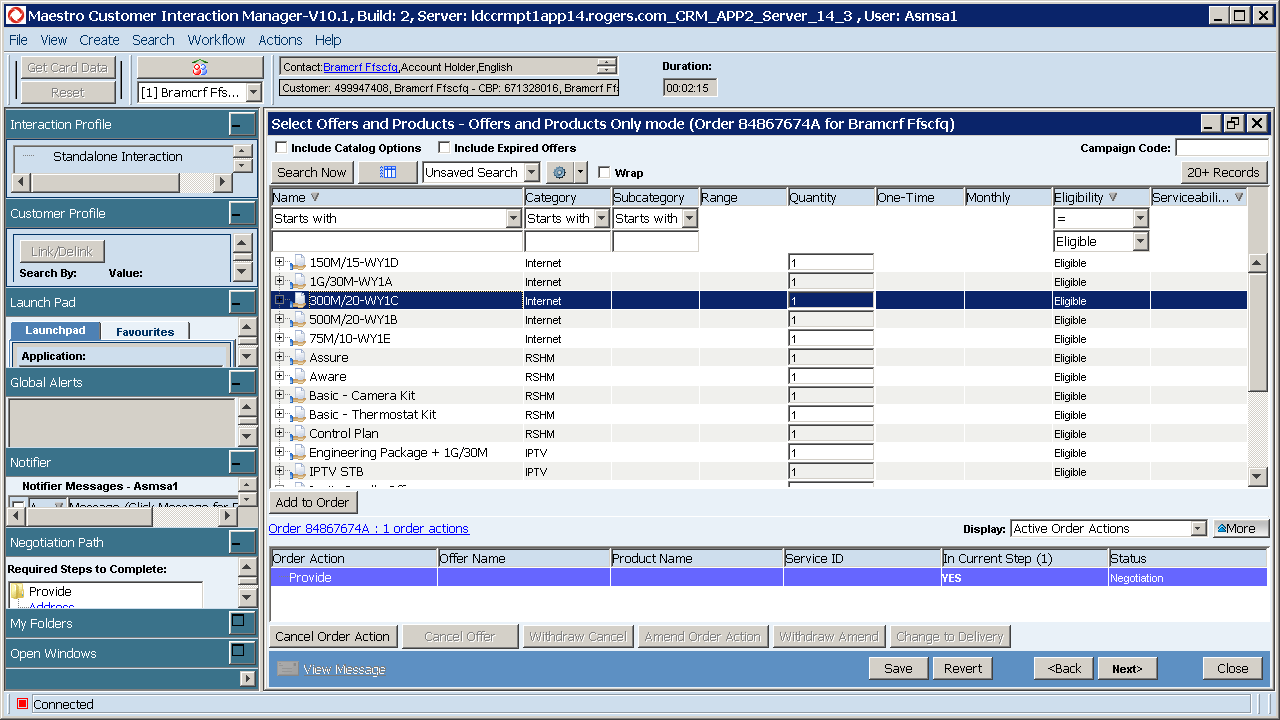 Maestro Customer Interaction Manager-V10.1, Build: 2, Server: ldccrmpt1app14.rogers.com_CRM_APP2_Server_14_3 , User: Asmsa1
File View Create Search Workflow Actions Help
Get Card Data
Reset
[1] Bramcrf Ffs...
Contact:Bramcrf Ffscfq,Account Holder,English
Customer: 499947408, Bramcrf Ffscfq - CBP: 671328016, Bramcrf Ff
Duration:
00:02:15
Interaction Profile
Standalone Interaction
Customer Profile
Link/Delink
Search By: Value:
Launch Pad
Launchpad Favourites
Application:
Global Alerts
Notifier
Notifier Messages - Asmsa1
Negotiation Path
Required Steps to Complete:
Provide
Address
My Folders
Open Windows
Select Offers and Products - Offers and Products Only mode (Order 84867674A for Bramcrf Ffscfq)
Include Catalog Options Include Expired Offers Campaign Code:
Search Now Unsaved Search Wrap 20+ Records
Name Category Subcategory Range Quantity One-Time Monthly Eligibility Serviceabili...
Starts with Starts with Starts with =
Eligible
150M/15-WY1D Internet 1 Eligible
1G/30M-WY1A Internet 1 Eligible
300M/20-WY1C Internet 1 Eligible
500M/20-WY1B Internet 1 Eligible
75M/10-WY1E Internet 1 Eligible
Assure RSHM 1 Eligible
Aware RSHM 1 Eligible
Basic - Camera Kit RSHM 1 Eligible
Basic - Thermostat Kit RSHM 1 Eligible
Control Plan RSHM 1 Eligible
Engineering Package + 1G/30M IPTV 1 Eligible
IPTV STB IPTV 1 Eligible
Add to Order
Order 84867674A : 1 order actions Display: Active Order Actions More
Order Action Offer Name Product Name Service ID In Current Step (1) Status
Provide YES Negotiation
Cancel Order Action Cancel Offer Withdraw Cancel Amend Order Action Withdraw Amend Change to Delivery
View Message Save Revert <Back Next> Close
Connected